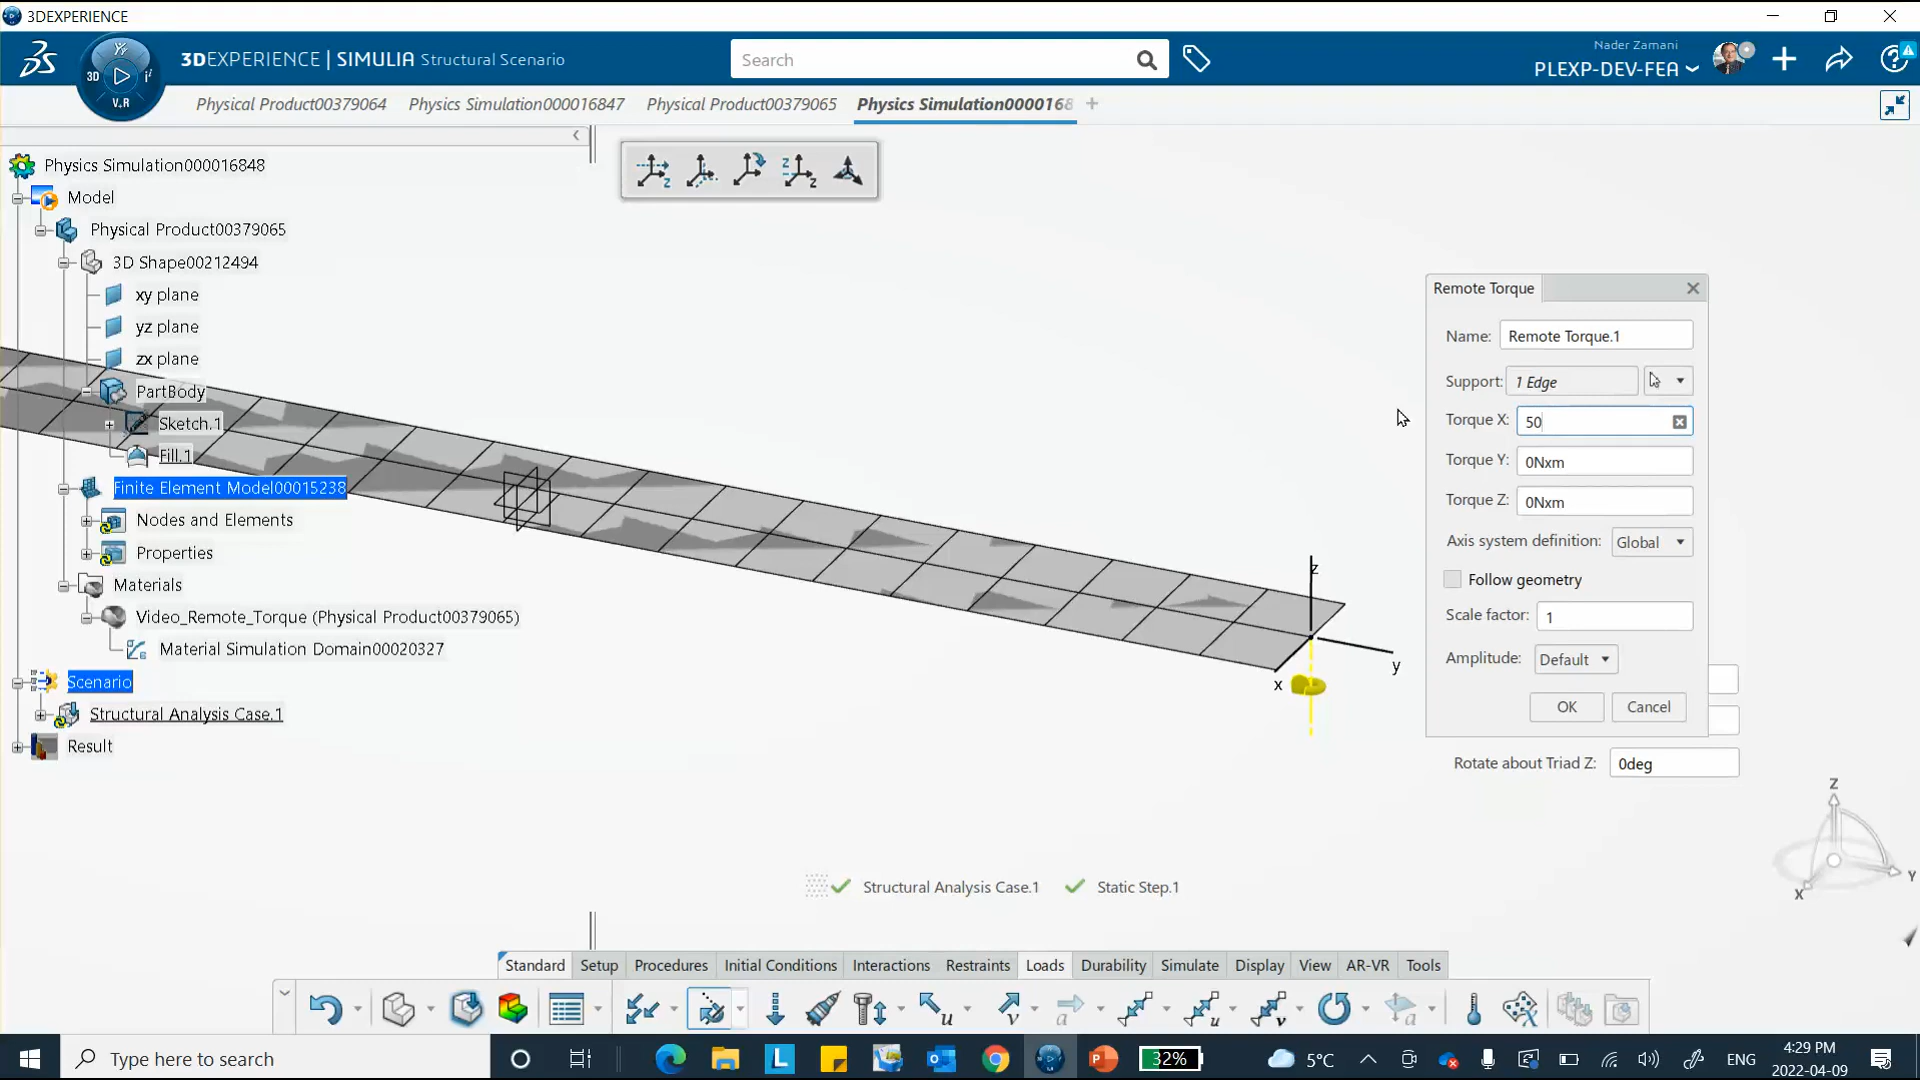 3DEXPERIENCE
3DEXPERIENCE | SIMULIA Structural Scenario
Search
Nader Zamani
PLEXP-DEV-FEA
3D
V.R
Physical Product00379064
Physics Simulation000016847
Physical Product00379065
Physics Simulation0000168
Physics Simulation000016848
Model
Physical Product00379065
3D Shape00212494
xy plane
yz plane
zx plane
PartBody
Sketch.1
Fill.1
Finite Element Model00015238
Nodes and Elements
Properties
Materials
Video_Remote_Torque (Physical Product00379065)
Material Simulation Domain00020327
Scenario
Structural Analysis Case.1
Result
z
y
x
Remote Torque
Name: Remote Torque.1
Support: 1 Edge
Torque X: 50
Torque Y: 0Nxm
Torque Z: 0Nxm
Axis system definition: Global
Follow geometry
Scale factor: 1
Amplitude: Default
OK Cancel
Rotate about Triad Z: 0deg
Z
Y
X
Structural Analysis Case.1
Static Step.1
Standard Setup Procedures Initial Conditions Interactions Restraints Loads Durability Simulate Display View AR-VR Tools
Type here to search
32%
5°C
ENG
4:29 PM
2022-04-09